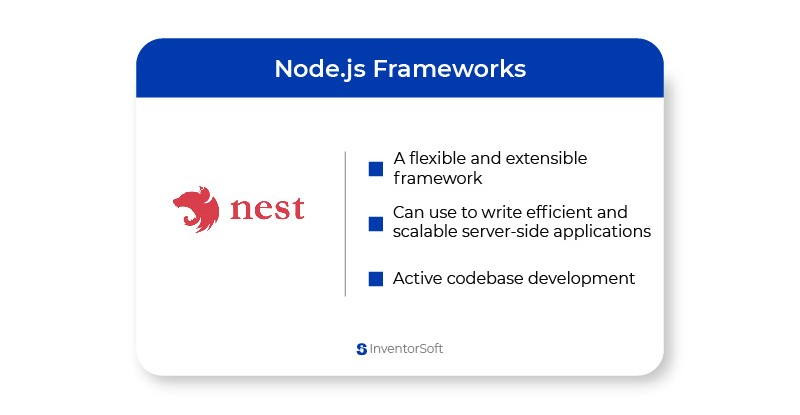 Node.js Frameworks
nest
A flexible and extensible
framework
Can use to write efficient and
scalable server-side applications
Active codebase development
InventorSoft